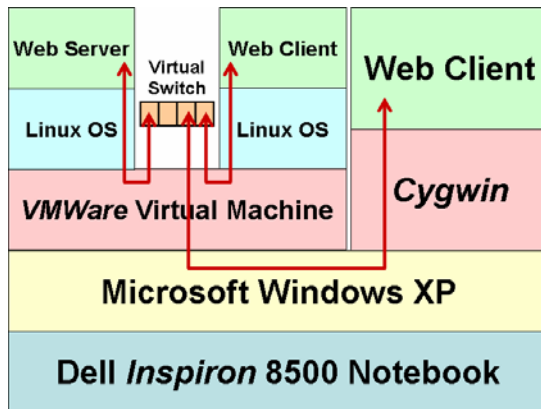 Web Server
Virtual
Switch
Web Client
Web Client
Linux OS
Linux OS
VMWare Virtual Machine
Cygwin
Microsoft Windows XP
Dell Inspiron 8500 Notebook